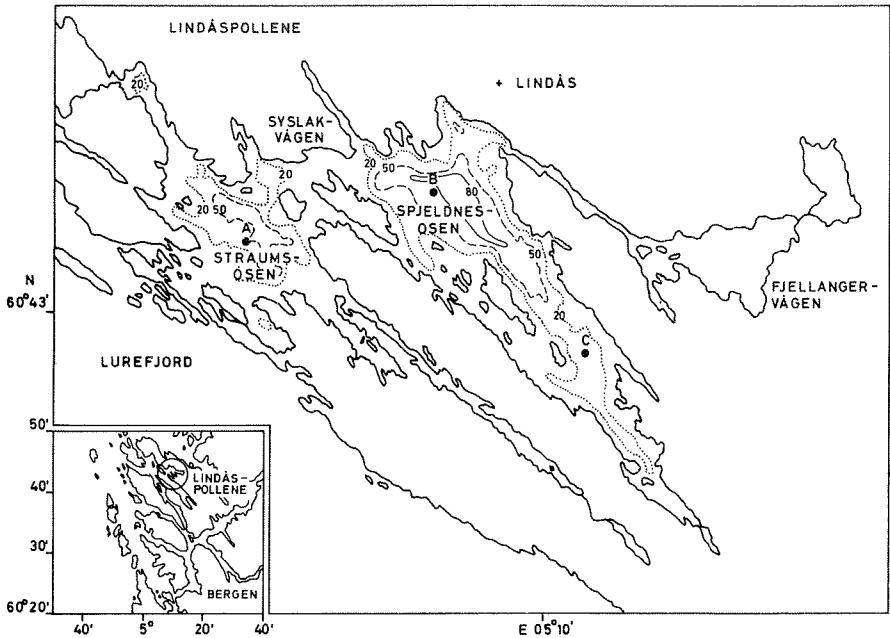 LINDÅSPOLLENE
20
+ LINDÅS
SYSLAK-
VÅGEN
20
20
50
B
80
SPJELDNES-
OSEN
20
50
A
STRAUMS-
OSEN
50
FJELLANGER-
VÅGEN
N
60°43'
20
C
LUREFJORD
50'
LINDÅS-
POLLENE
40'
30'
BERGEN
60°20'
40'
5°
20'
40'
E 05°10'